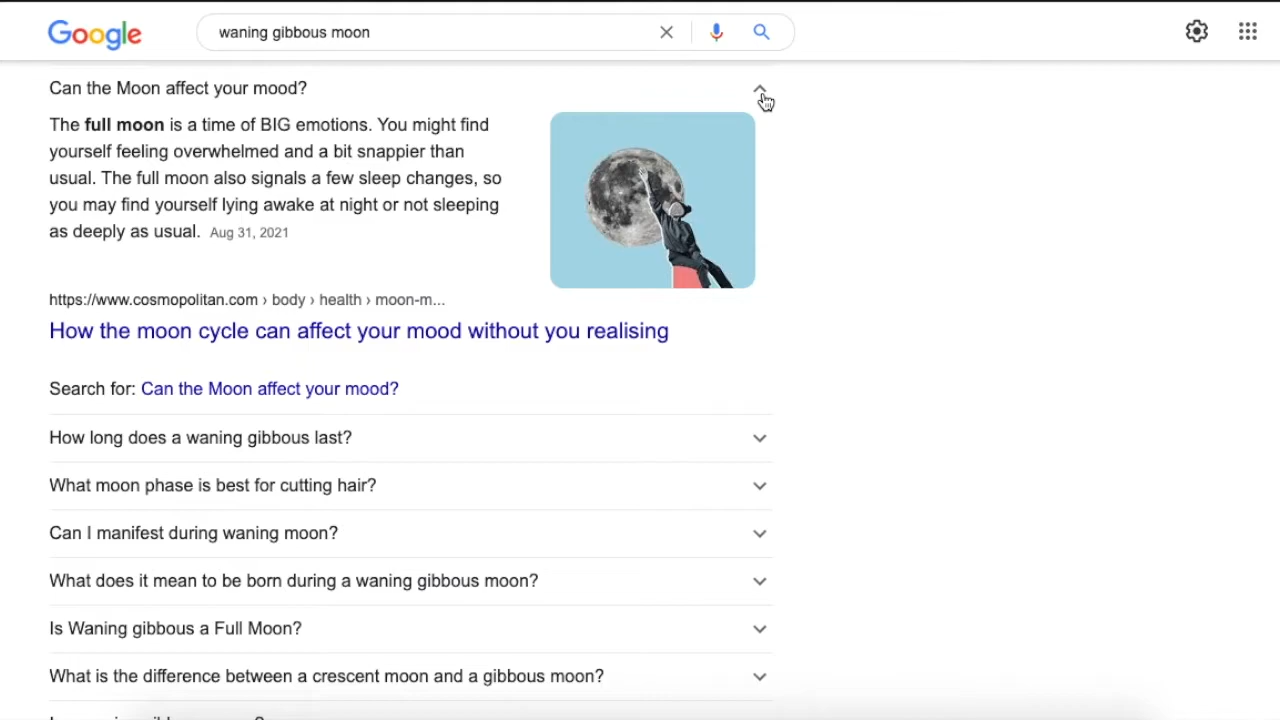 Google
waning gibbous moon
Can the Moon affect your mood?
The full moon is a time of BIG emotions. You might find
yourself feeling overwhelmed and a bit snappier than
usual. The full moon also signals a few sleep changes, so
you may find yourself lying awake at night or not sleeping
as deeply as usual. Aug 31, 2021
https://www.cosmopolitan.com › body › health › moon-m...
How the moon cycle can affect your mood without you realising
Search for: Can the Moon affect your mood?
How long does a waning gibbous last?
What moon phase is best for cutting hair?
Can I manifest during waning moon?
What does it mean to be born during a waning gibbous moon?
Is Waning gibbous a Full Moon?
What is the difference between a crescent moon and a gibbous moon?